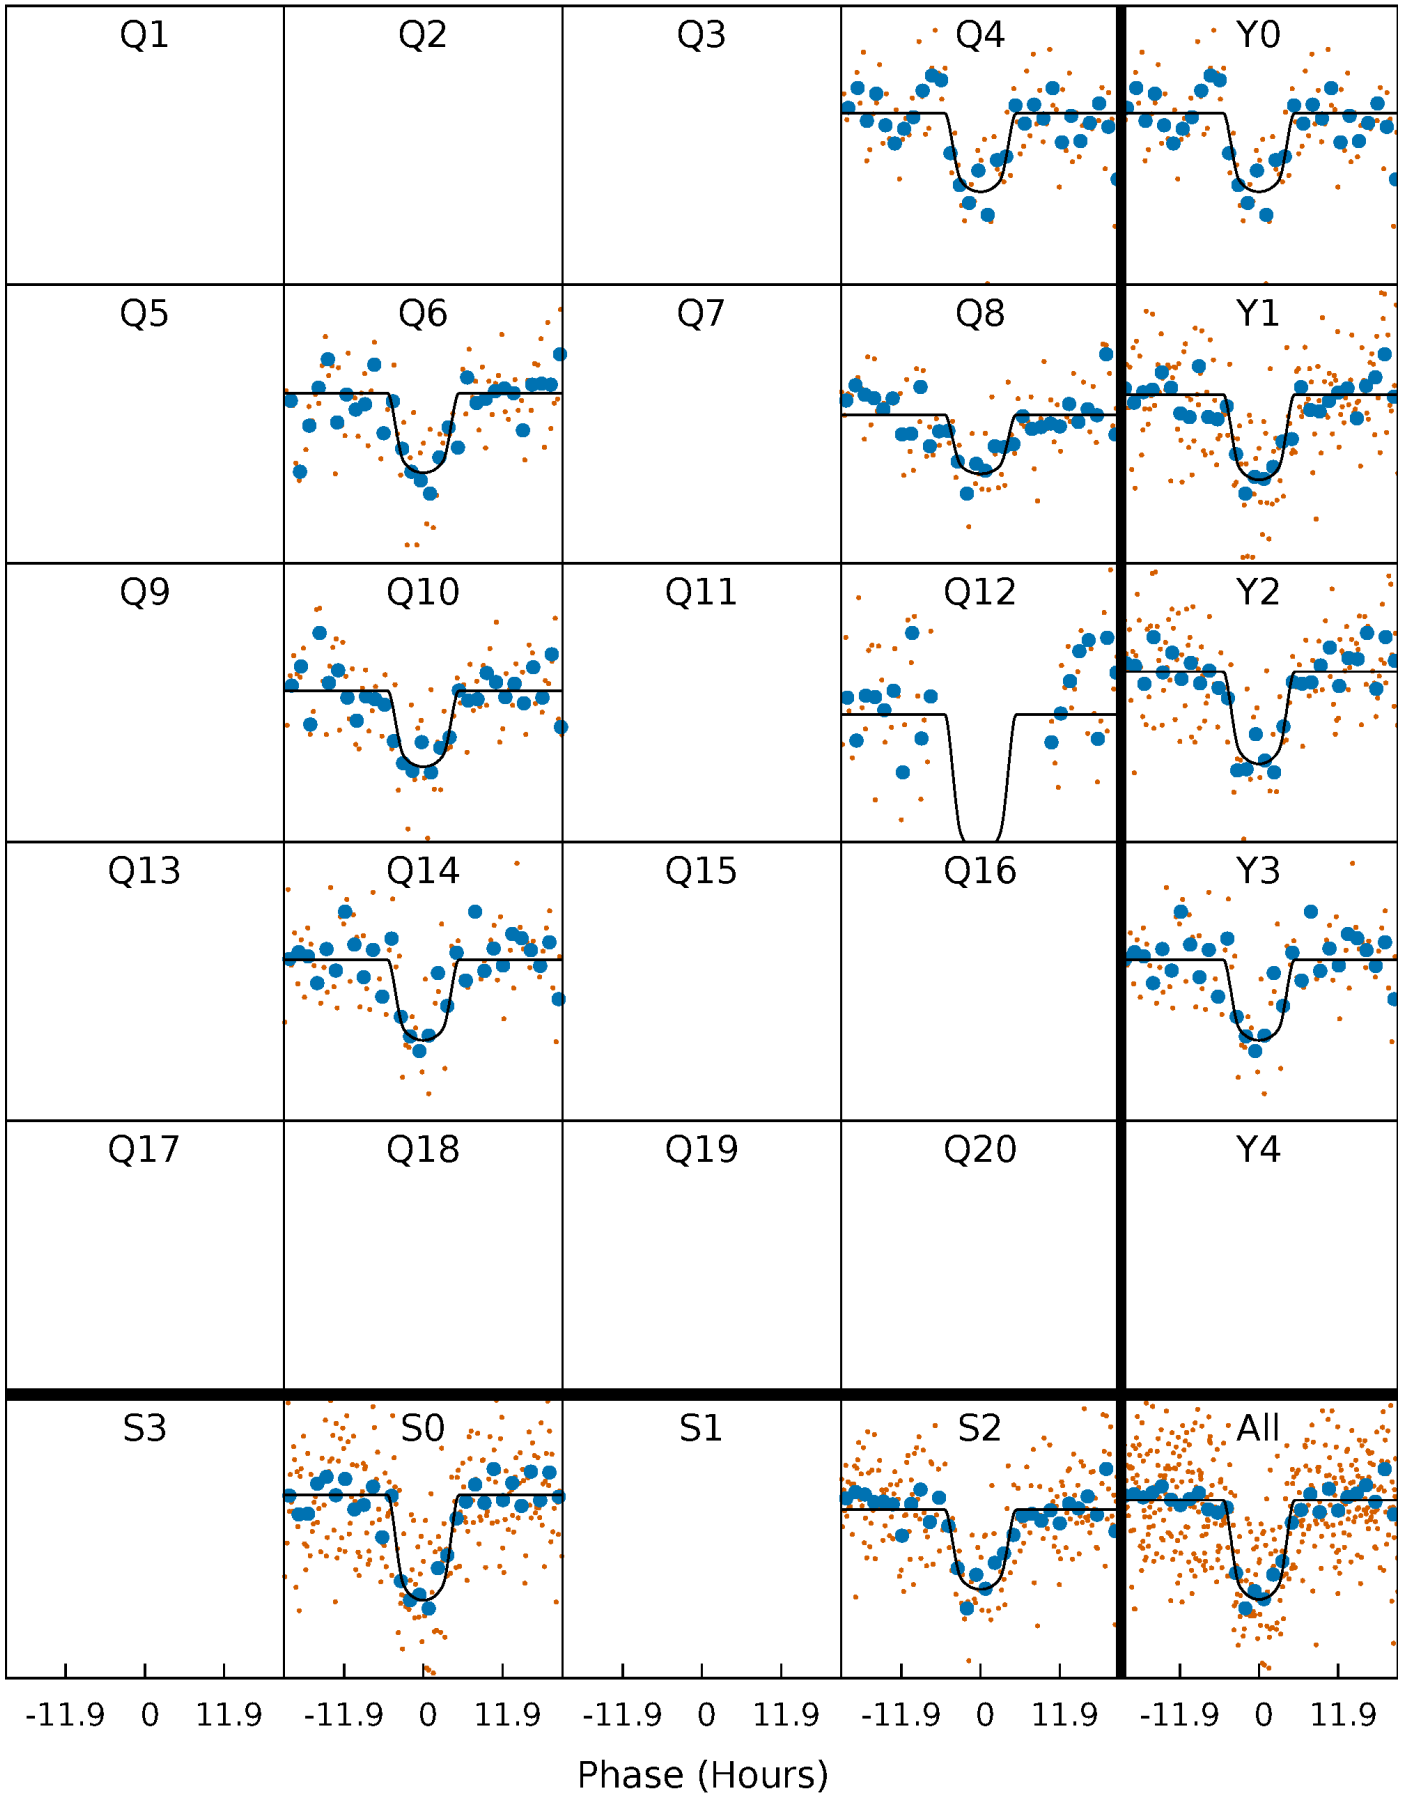 Q1 Q2 Q3 Q4 Y0
Q5 Q6 Q7 Q8 Y1
Q9 Q10 Q11 Q12 Y2
Q13 Q14 Q15 Q16 Y3
Q17 Q18 Q19 Q20 Y4
S3 S0 S1 S2 All
-11.9 0 11.9 -11.9 0 11.9 -11.9 0 11.9 -11.9 0 11.9 -11.9 0 11.9
Phase (Hours)